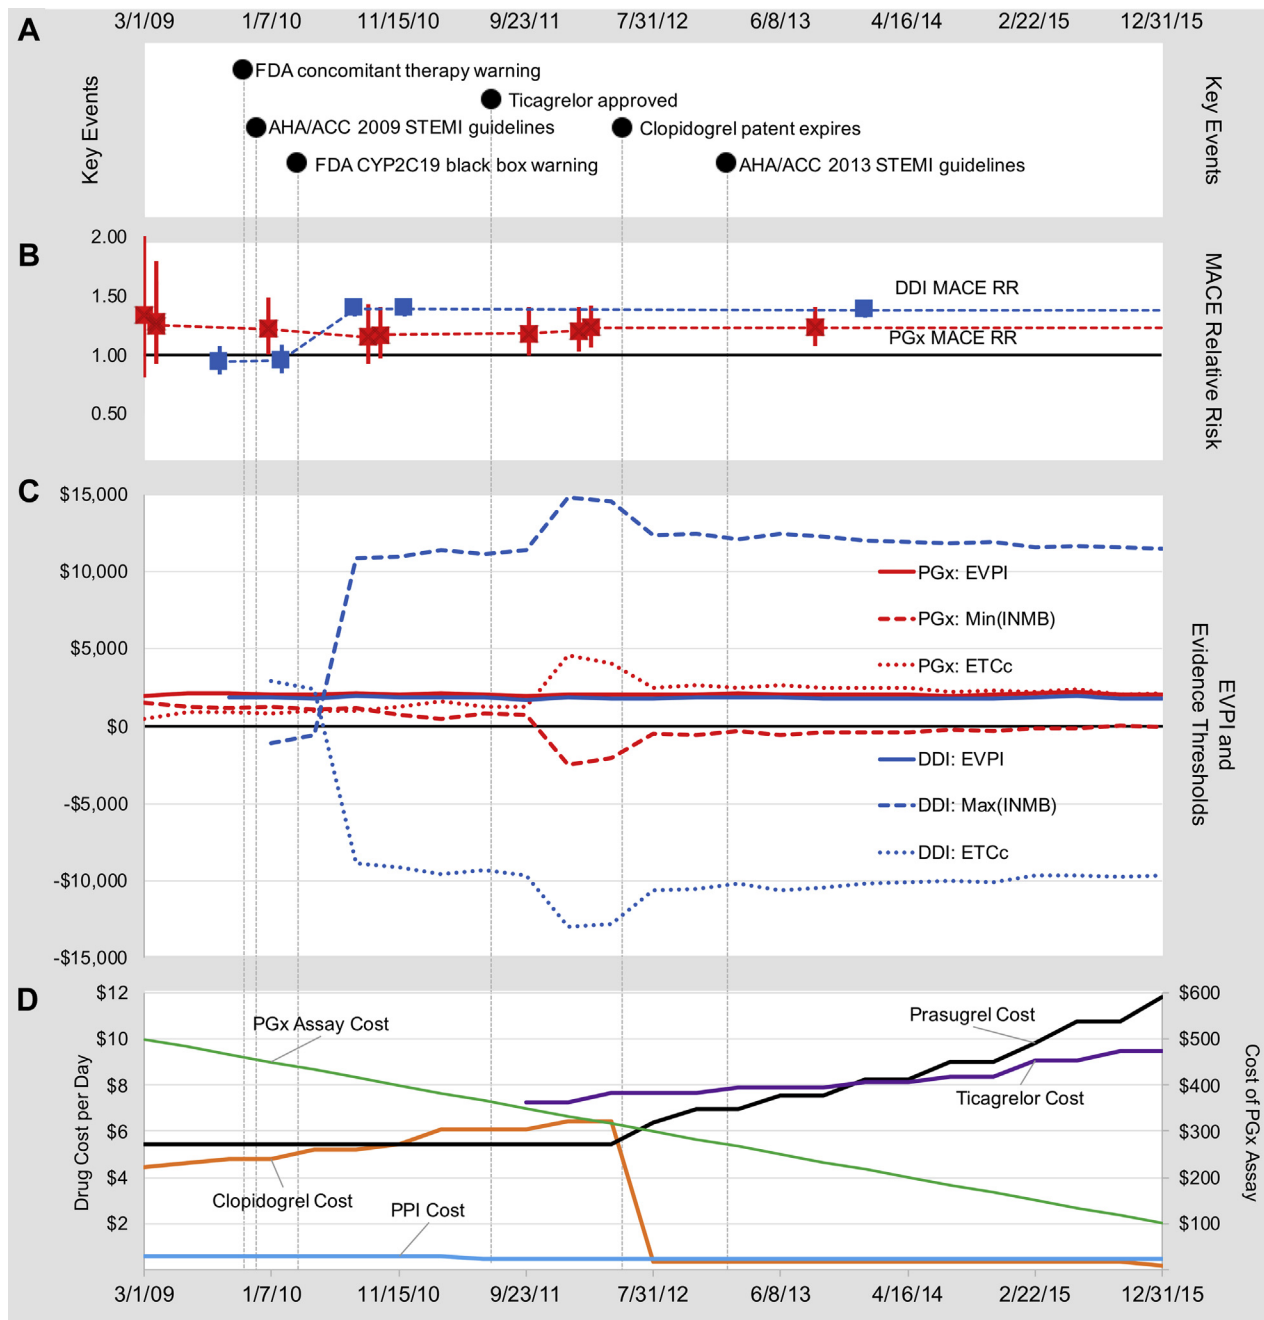 A
3/1/09 1/7/10 11/15/10 9/23/11 7/31/12 6/8/13 4/16/14 2/22/15 12/31/15
Key Events
FDA concomitant therapy warning
Ticagrelor approved
AHA/ACC 2009 STEMI guidelines
Clopidogrel patent expires
FDA CYP2C19 black box warning
AHA/ACC 2013 STEMI guidelines
Key Events
B
2.00
1.50
1.00
0.50
DDI MACE RR
PGx MACE RR
MACE Relative Risk
C
$15,000
$10,000
$5,000
$0
-$5,000
-$10,000
-$15,000
PGx: EVPI
PGx: Min(INMB)
PGx: ETCc
DDI: EVPI
DDI: Max(INMB)
DDI: ETCc
EVPI and
Evidence Thresholds
D
$12
$10
$8
$6
$4
$2
Drug Cost per Day
PGx Assay Cost
Prasugrel Cost
Ticagrelor Cost
Clopidogrel Cost
PPI Cost
$600
$500
$400
$300
$200
$100
Cost of PGx Assay
3/1/09 1/7/10 11/15/10 9/23/11 7/31/12 6/8/13 4/16/14 2/22/15 12/31/15